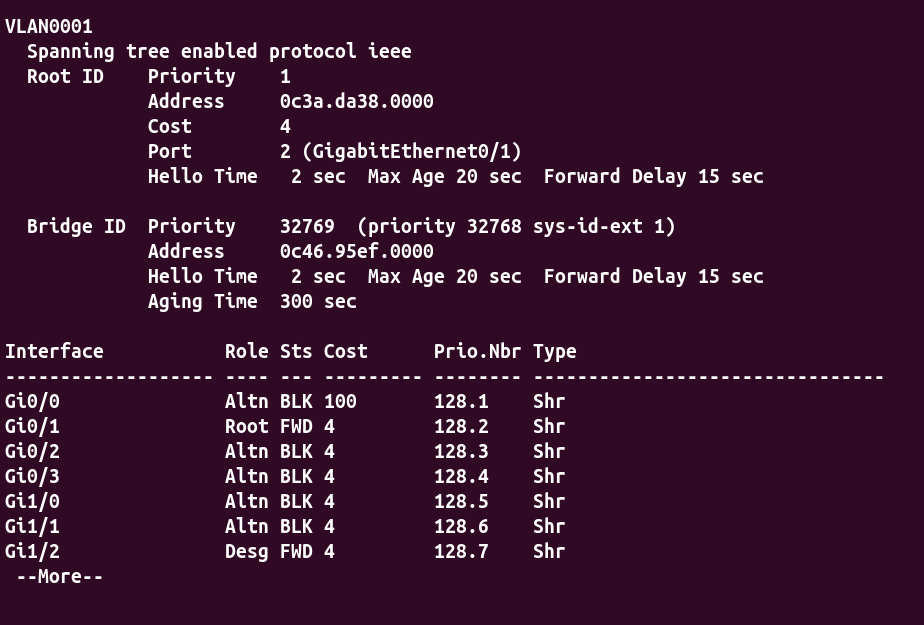 VLAN0001
  Spanning tree enabled protocol ieee
  Root ID    Priority    1
             Address     0c3a.da38.0000
             Cost        4
             Port        2 (GigabitEthernet0/1)
             Hello Time   2 sec  Max Age 20 sec  Forward Delay 15 sec

  Bridge ID  Priority    32769  (priority 32768 sys-id-ext 1)
             Address     0c46.95ef.0000
             Hello Time   2 sec  Max Age 20 sec  Forward Delay 15 sec
             Aging Time  300 sec

Interface           Role Sts Cost      Prio.Nbr Type
------------------- ---- --- --------- -------- --------------------------------
Gi0/0               Altn BLK 100       128.1    Shr
Gi0/1               Root FWD 4         128.2    Shr
Gi0/2               Altn BLK 4         128.3    Shr
Gi0/3               Altn BLK 4         128.4    Shr
Gi1/0               Altn BLK 4         128.5    Shr
Gi1/1               Altn BLK 4         128.6    Shr
Gi1/2               Desg FWD 4         128.7    Shr
 --More--